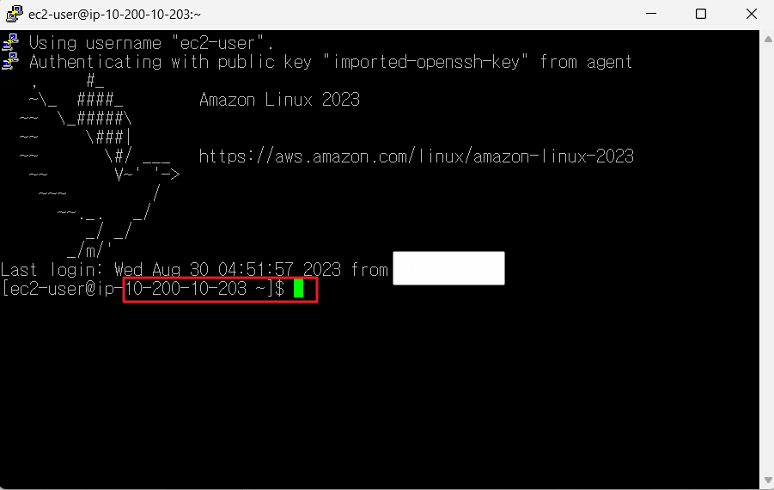 ec2-user@ip-10-200-10-203:~
Using username "ec2-user".
Authenticating with public key "imported-openssh-key" from agent
   ,     #_
   ~\_  ####_        Amazon Linux 2023
  ~~  \_#####\
  ~~     \###|
  ~~       \#/ ___   https://aws.amazon.com/linux/amazon-linux-2023
   ~~       V~' '->
    ~~~         /
      ~~._.   _/
         _/ _/
       _/m/'
Last login: Wed Aug 30 04:51:57 2023 from
[ec2-user@ip-10-200-10-203 ~]$